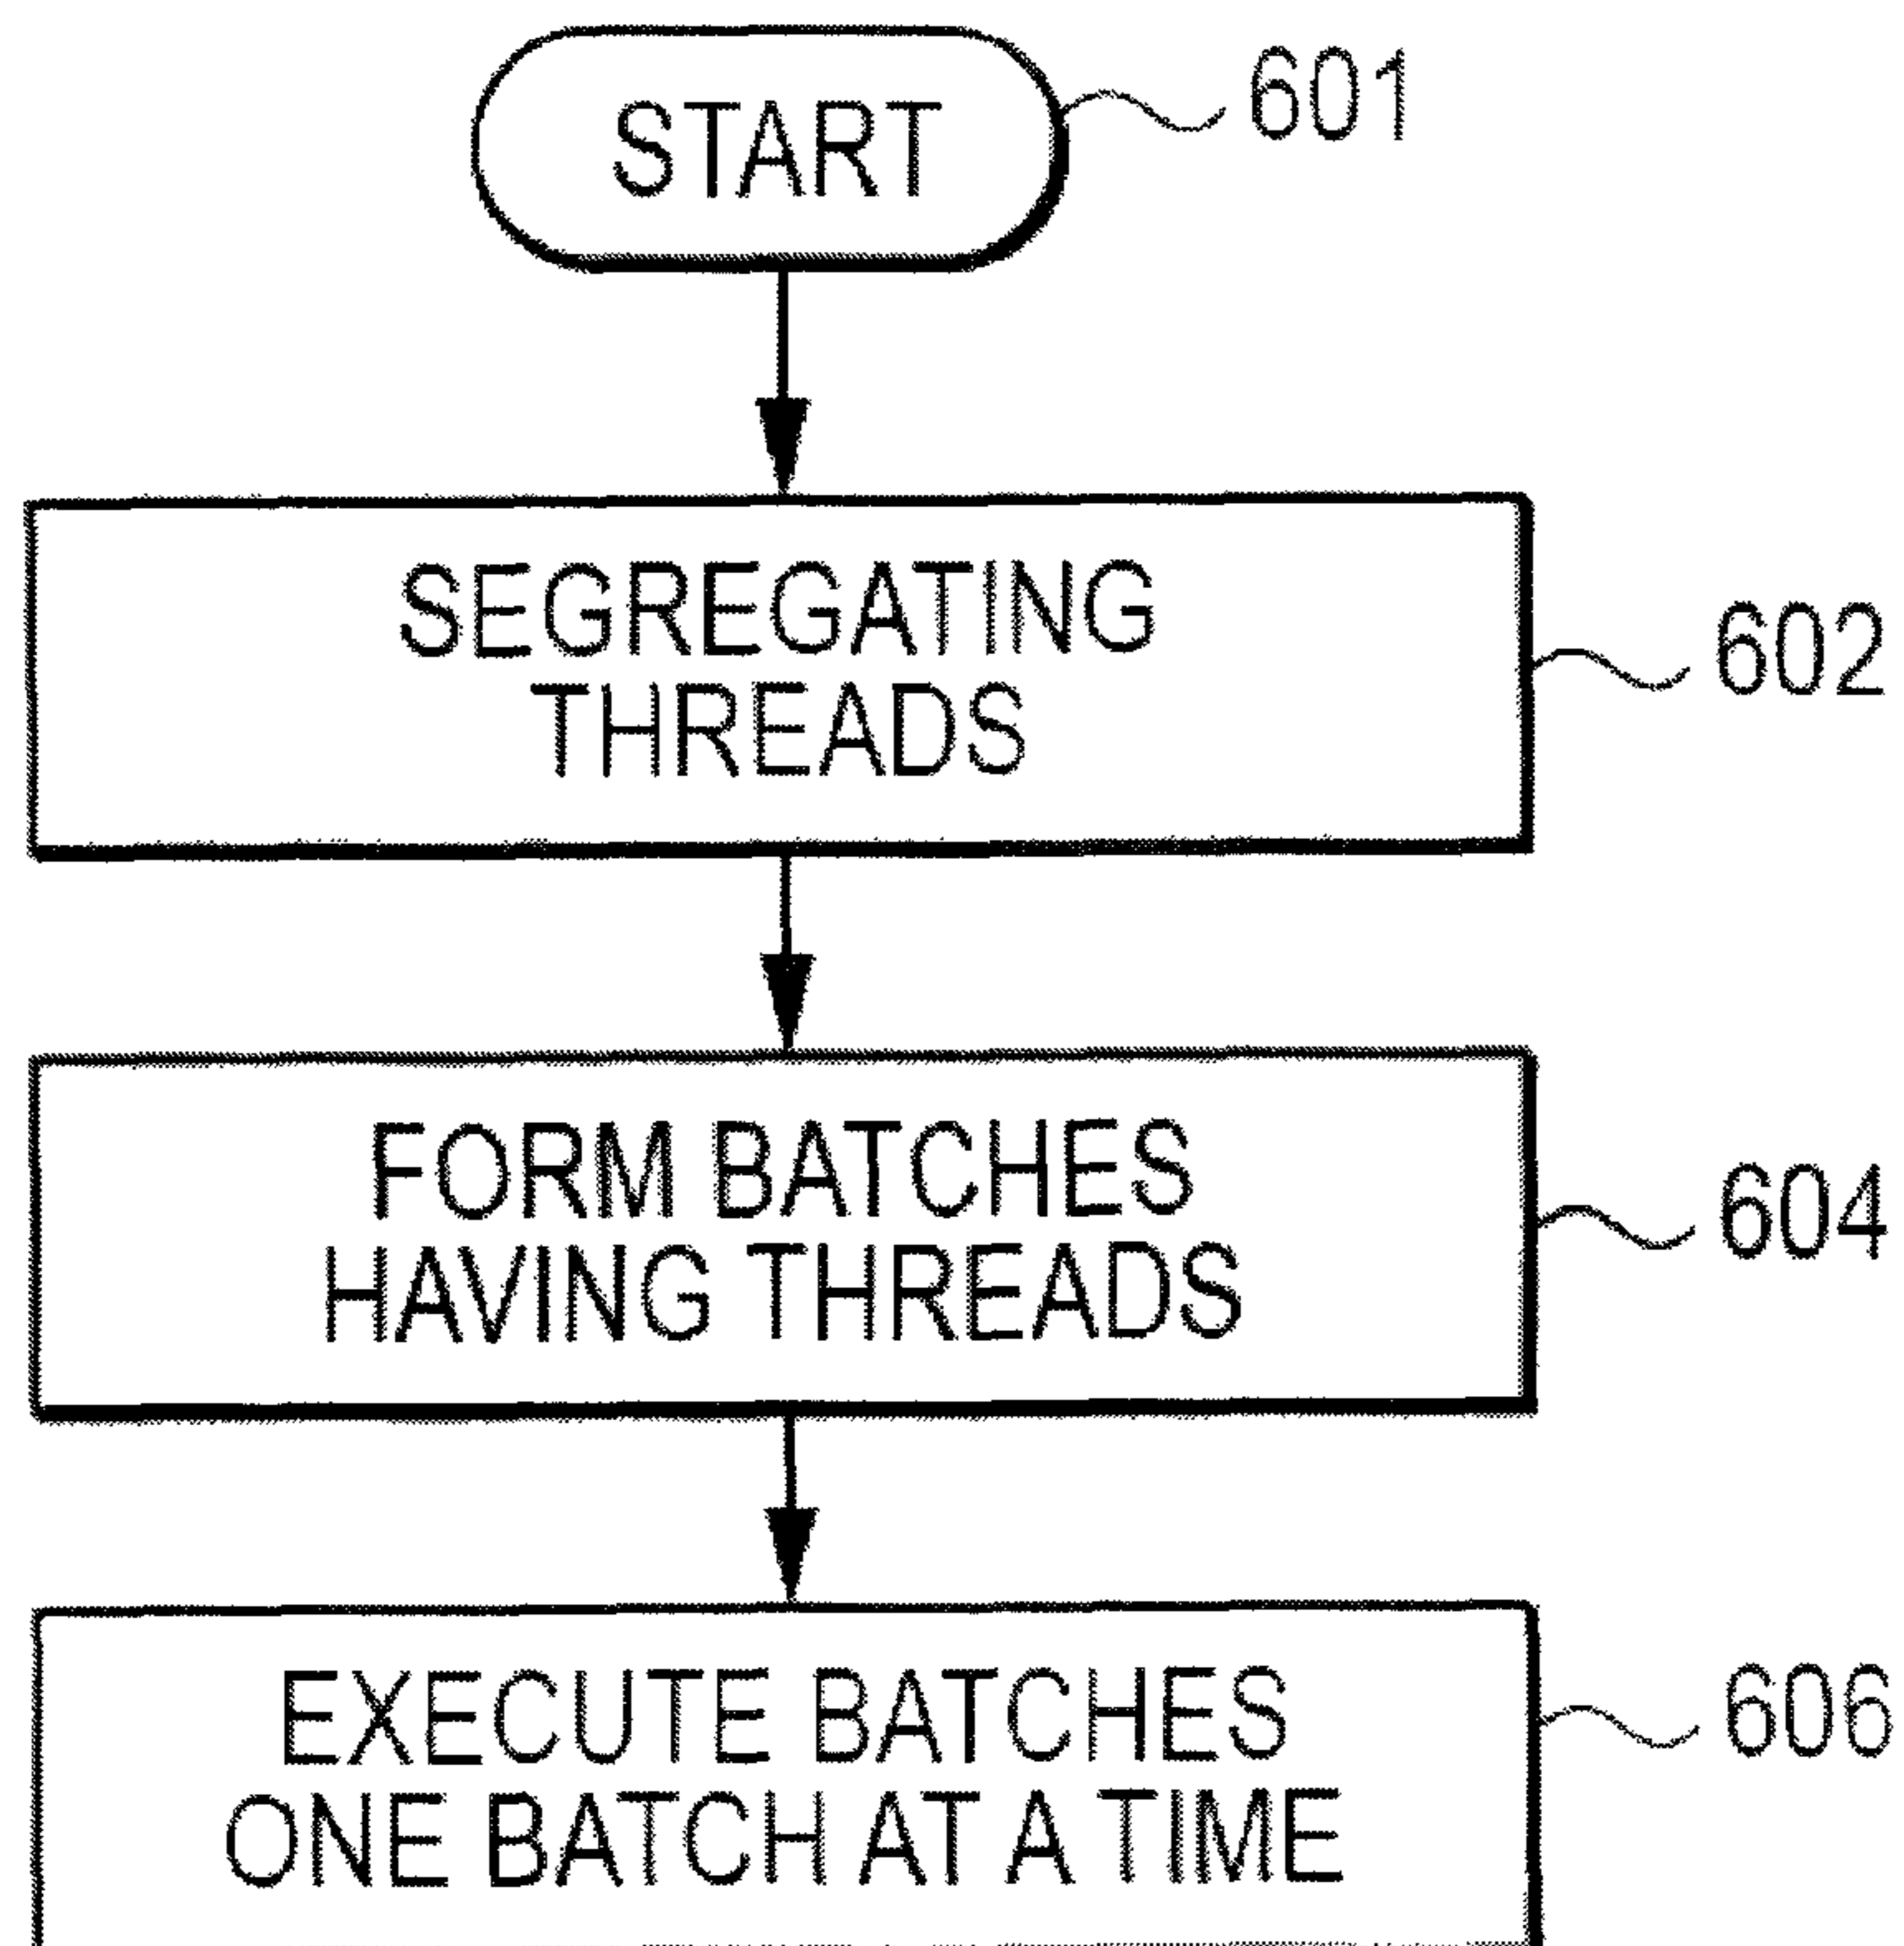 START
601
SEGREGATING
THREADS
602
FORM BATCHES
HAVING THREADS
604
EXECUTE BATCHES
ONE BATCH AT A TIME
606